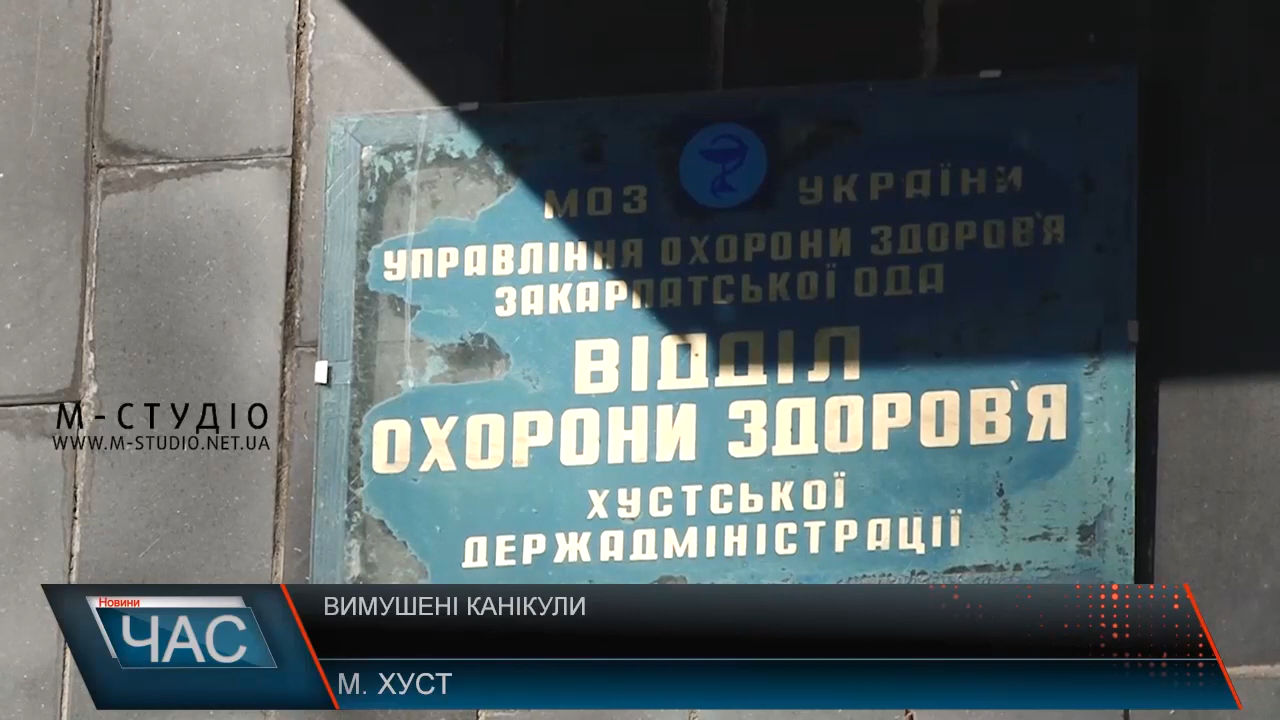 МОЗ УКРАЇНИ
УПРАВЛІННЯ ОХОРОНИ ЗДОРОВ`Я
ЗАКАРПАТСЬКОЇ ОДА
ВІДДІЛ
ОХОРОНИ ЗДОРОВ`Я
ХУСТСЬКОЇ
ДЕРЖАДМІНІСТРАЦІЇ
М-СТУДІО
WWW.M-STUDIO.NET.UA
Новини
ЧАС
ВИМУШЕНІ КАНІКУЛИ
М. ХУСТ